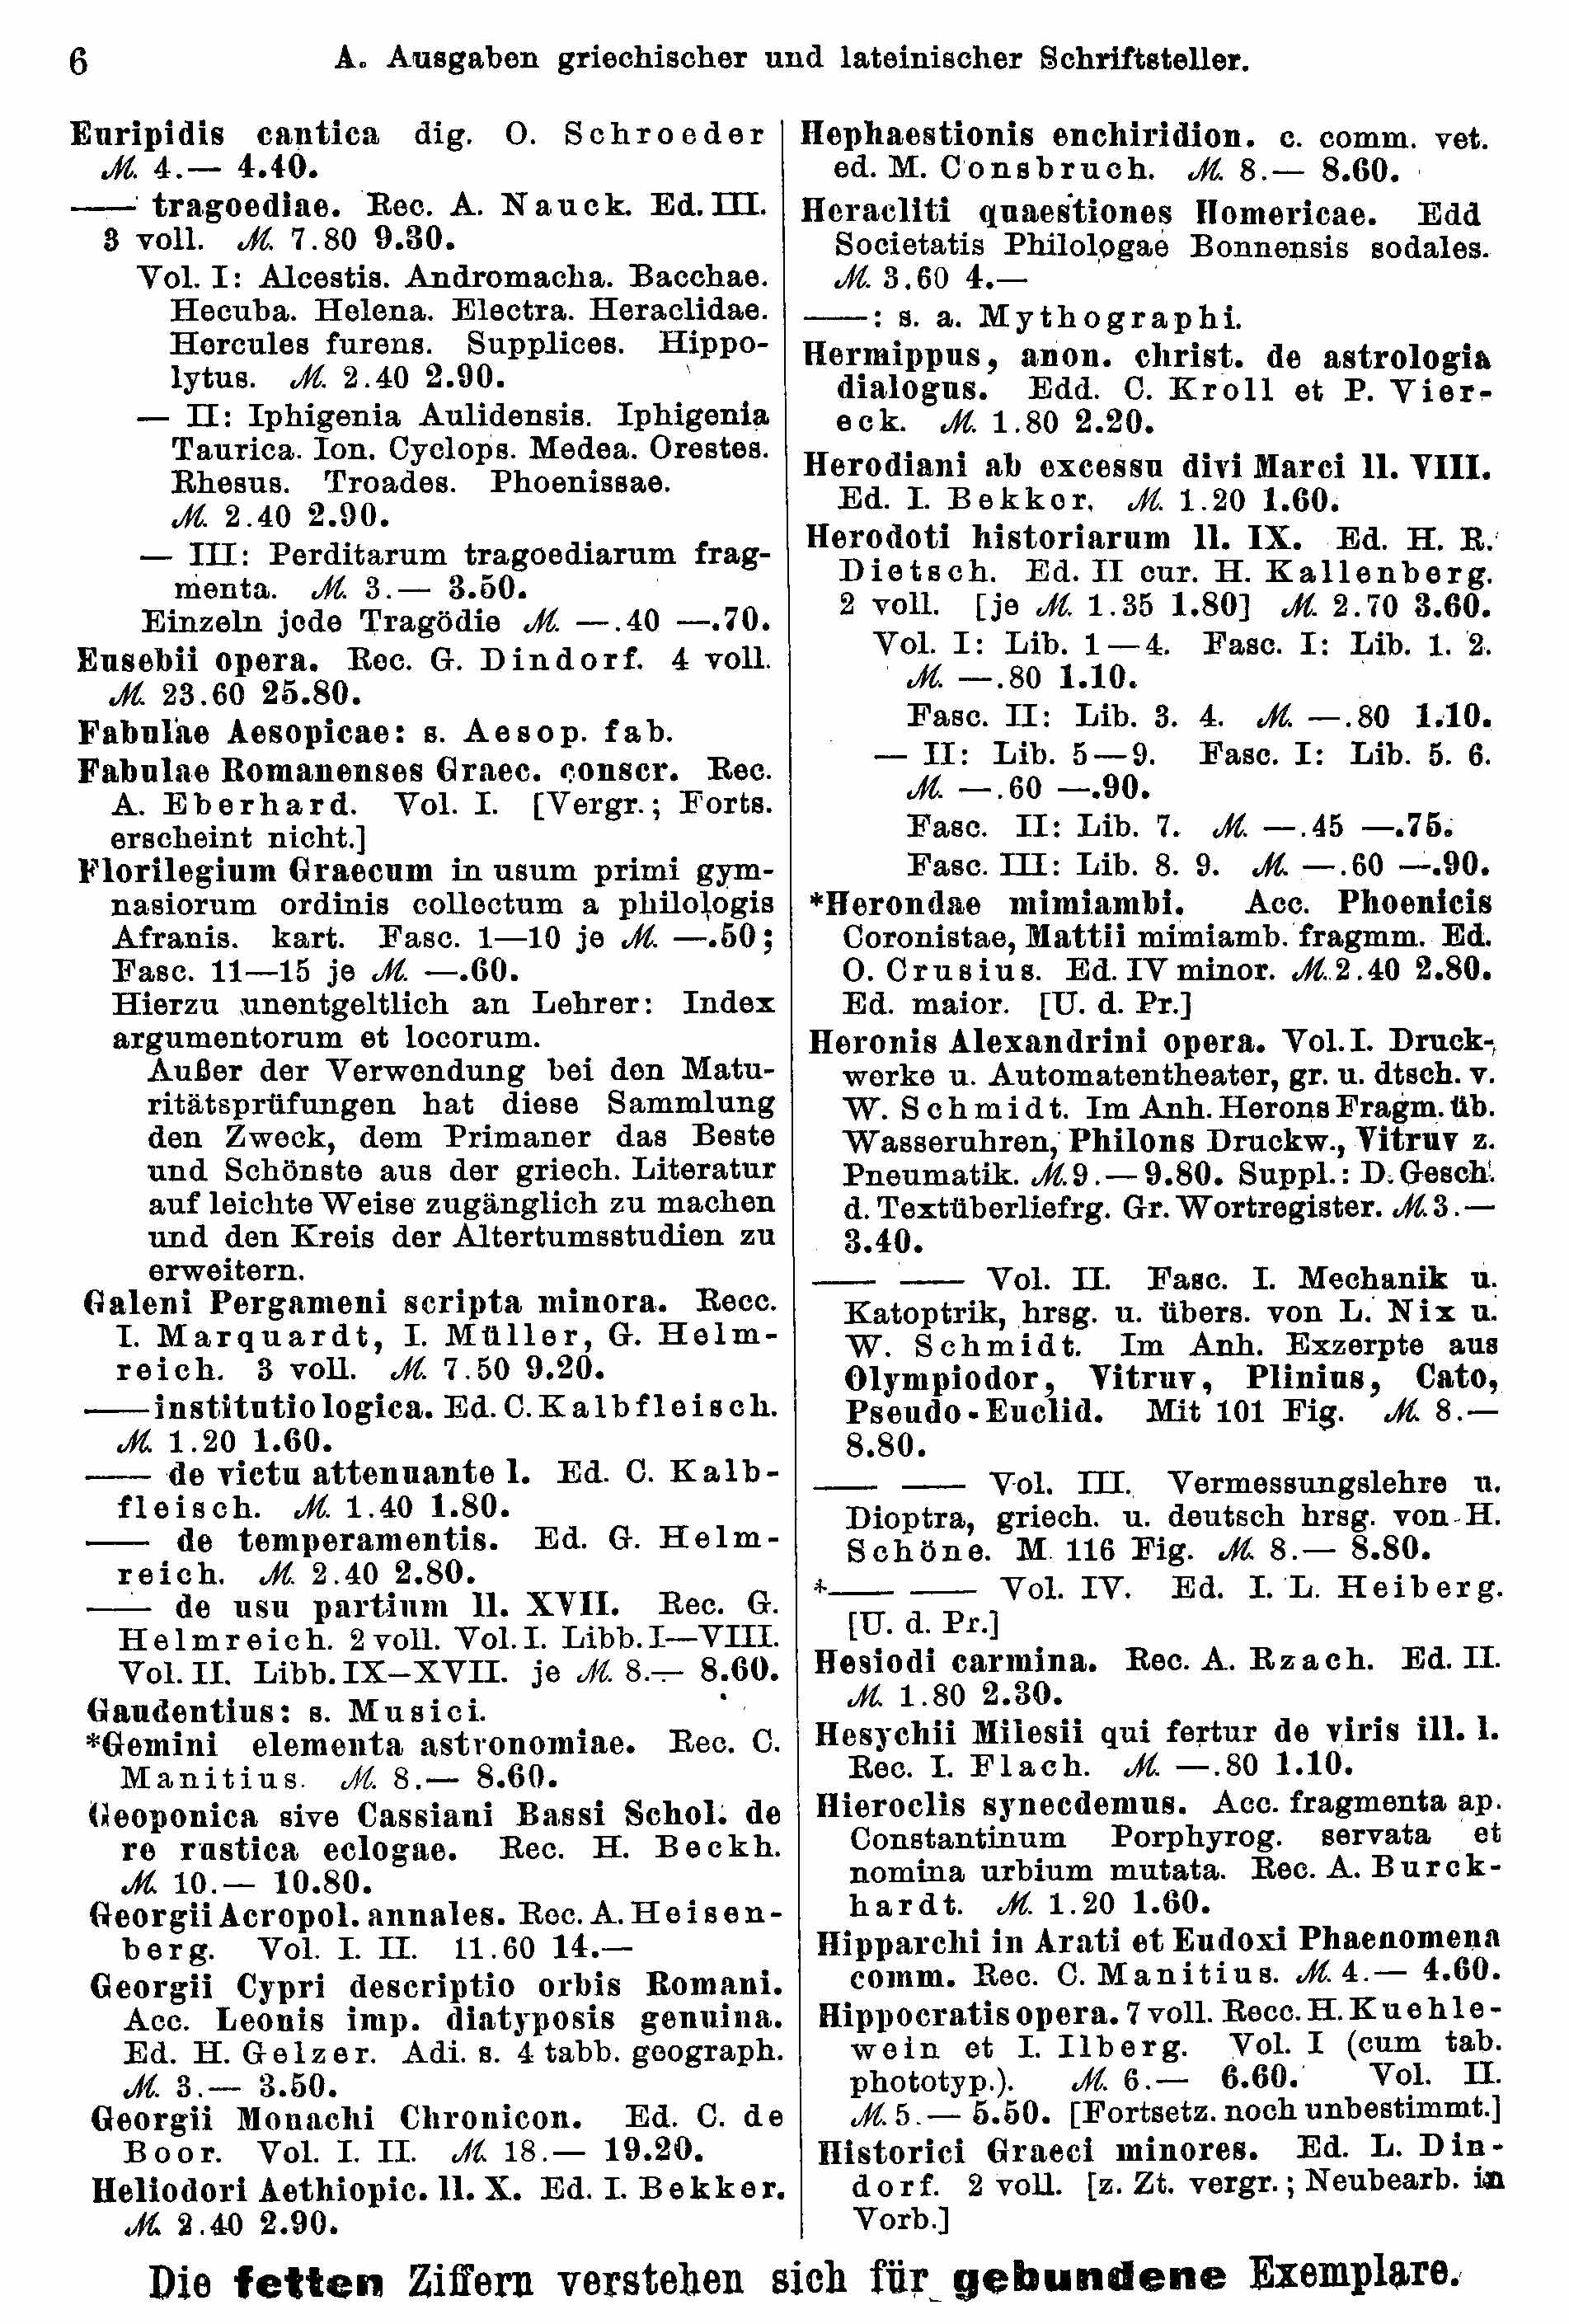 6
A. Ausgaben griechischer und lateinischer Schriftsteller.
Euripidis cantica dig. O. Schroeder
M. 4.— 4.40.
—— tragoediae. Rec. A. Nauck. Ed. III.
3 voll. M. 7.80 9.30.
Vol. I: Alcestis. Andromacha. Bacchae.
Hecuba. Helena. Electra. Heraclidae.
Hercules furens. Supplices. Hippo-
lytus. M. 2.40 2.90.
— II: Iphigenia Aulidensis. Iphigenia
Taurica. Ion. Cyclops. Medea. Orestes.
Rhesus. Troades. Phoenissae.
M. 2.40 2.90.
— III: Perditarum tragoediarum frag-
menta. M. 3.— 3.50.
Einzeln jede Tragödie M. —.40 —.70.
Eusebii opera. Rec. G. Dindorf. 4 voll.
M. 23.60 25.80.
Fabulae Aesopicae: s. Aesop. fab.
Fabulae Romanenses Graec. conscr. Rec.
A. Eberhard. Vol. I. [Vergr.; Forts.
erscheint nicht.]
Florilegium Graecum in usum primi gym-
nasiorum ordinis collectum a philologis
Afranis. kart. Fasc. 1—10 je M. —.50;
Fasc. 11—15 je M. —.60.
Hierzu unentgeltlich an Lehrer: Index
argumentorum et locorum.
Außer der Verwendung bei den Matu-
ritätsprüfungen hat diese Sammlung
den Zweck, dem Primaner das Beste
und Schönste aus der griech. Literatur
auf leichte Weise zugänglich zu machen
und den Kreis der Altertumsstudien zu
erweitern.
Galeni Pergameni scripta minora. Recc.
I. Marquardt, I. Müller, G. Helm-
reich. 3 voll. M. 7.50 9.20.
—— institutio logica. Ed. C. Kalbfleisch.
M. 1.20 1.60.
—— de victu attenuante l. Ed. C. Kalb-
fleisch. M. 1.40 1.80.
—— de temperamentis. Ed. G. Helm-
reich. M. 2.40 2.80.
—— de usu partium ll. XVII. Rec. G.
Helmreich. 2 voll. Vol. I. Libb. I—VIII.
Vol. II. Libb. IX—XVII. je M. 8.— 8.60.
Gaudentius: s. Musici.
*Gemini elementa astronomiae. Rec. C.
Manitius. M. 8.— 8.60.
Geoponica sive Cassiani Bassi Schol. de
re rustica eclogae. Rec. H. Beckh.
M. 10.— 10.80.
Georgii Acropol. annales. Rec. A. Heisen-
berg. Vol. I. II. 11.60 14.—
Georgii Cypri descriptio orbis Romani.
Acc. Leonis imp. diatyposis genuina.
Ed. H. Gelzer. Adi. s. 4 tabb. geograph.
M. 3.— 3.50.
Georgii Monachi Chronicon. Ed. C. de
Boor. Vol. I. II. M. 18.— 19.20.
Heliodori Aethiopic. ll. X. Ed. I. Bekker.
M. 2.40 2.90.
Hephaestionis enchiridion. c. comm. vet.
ed. M. Consbruch. M. 8.— 8.60.
Heracliti quaestiones Homericae. Edd
Societatis Philologae Bonnensis sodales.
M. 3.60 4.—
——: s. a. Mythographi.
Hermippus, anon. christ. de astrologia
dialogus. Edd. C. Kroll et P. Vier-
eck. M. 1.80 2.20.
Herodiani ab excessu divi Marci ll. VIII.
Ed. I. Bekker. M. 1.20 1.60.
Herodoti historiarum ll. IX. Ed. H. R.
Dietsch. Ed. II cur. H. Kallenberg.
2 voll. [je M. 1.35 1.80] M. 2.70 3.60.
Vol. I: Lib. 1—4. Fasc. I: Lib. 1. 2.
M. —.80 1.10.
Fasc. II: Lib. 3. 4. M. —.80 1.10.
— II: Lib. 5—9. Fasc. I: Lib. 5. 6.
M. —.60 —.90.
Fasc. II: Lib. 7. M. —.45 —.75.
Fasc. III: Lib. 8. 9. M. —.60 —.90.
*Herondae mimiambi. Acc. Phoenicis
Coronistae, Mattii mimiamb. fragmm. Ed.
O. Crusius. Ed. IV minor. M. 2.40 2.80.
Ed. maior. [U. d. Pr.]
Heronis Alexandrini opera. Vol. I. Druck-
werke u. Automatentheater, gr. u. dtsch. v.
W. Schmidt. Im Anh. Herons Fragm. üb.
Wasseruhren, Philons Druckw., Vitruv z.
Pneumatik. M. 9.— 9.80. Suppl.: D. Gesch.
d. Textüberliefrg. Gr. Wortregister. M. 3.—
3.40.
—— —— Vol. II. Fasc. I. Mechanik u.
Katoptrik, hrsg. u. übers. von L. Nix u.
W. Schmidt. Im Anh. Exzerpte aus
Olympiodor, Vitruv, Plinius, Cato,
Pseudo-Euclid. Mit 101 Fig. M. 8.—
8.80.
—— —— Vol. III. Vermessungslehre u.
Dioptra, griech. u. deutsch hrsg. von H.
Schöne. M. 116 Fig. M. 8.— 8.80.
*—— —— Vol. IV. Ed. I. L. Heiberg.
[U. d. Pr.]
Hesiodi carmina. Rec. A. Rzach. Ed. II.
M. 1.80 2.30.
Hesychii Milesii qui fertur de viris ill. l.
Rec. I. Flach. M. —.80 1.10.
Hieroclis synecdemus. Acc. fragmenta ap.
Constantinum Porphyrog. servata et
nomina urbium mutata. Rec. A. Burck-
hardt. M. 1.20 1.60.
Hipparchi in Arati et Eudoxi Phaenomena
comm. Rec. C. Manitius. M. 4.— 4.60.
Hippocratis opera. 7 voll. Recc. H. Kuehle-
wein et I. Ilberg. Vol. I (cum tab.
phototyp.). M. 6.— 6.60. Vol. II.
M. 5.— 5.50. [Fortsetz. noch unbestimmt.]
Historici Graeci minores. Ed. L. Din-
dorf. 2 voll. [z. Zt. vergr.; Neubearb. in
Vorb.]
Die fetten Ziffern verstehen sich für gebundene Exemplare.